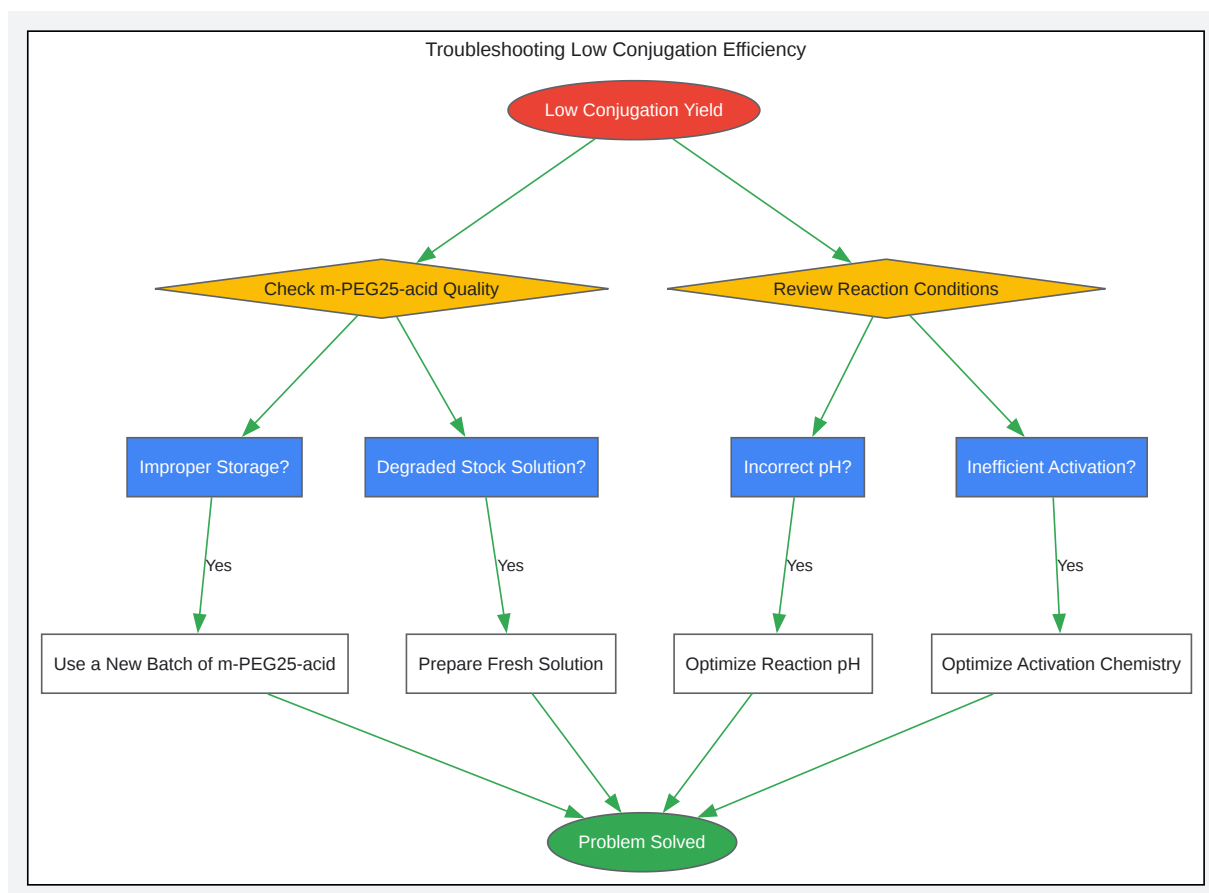 Troubleshooting Low Conjugation Efficiency
Low Conjugation Yield
Check m-PEG25-acid Quality
Review Reaction Conditions
Improper Storage?
Degraded Stock Solution?
Incorrect pH?
Inefficient Activation?
Yes
Yes
Yes
Yes
Use a New Batch of m-PEG25-acid
Prepare Fresh Solution
Optimize Reaction pH
Optimize Activation Chemistry
Problem Solved